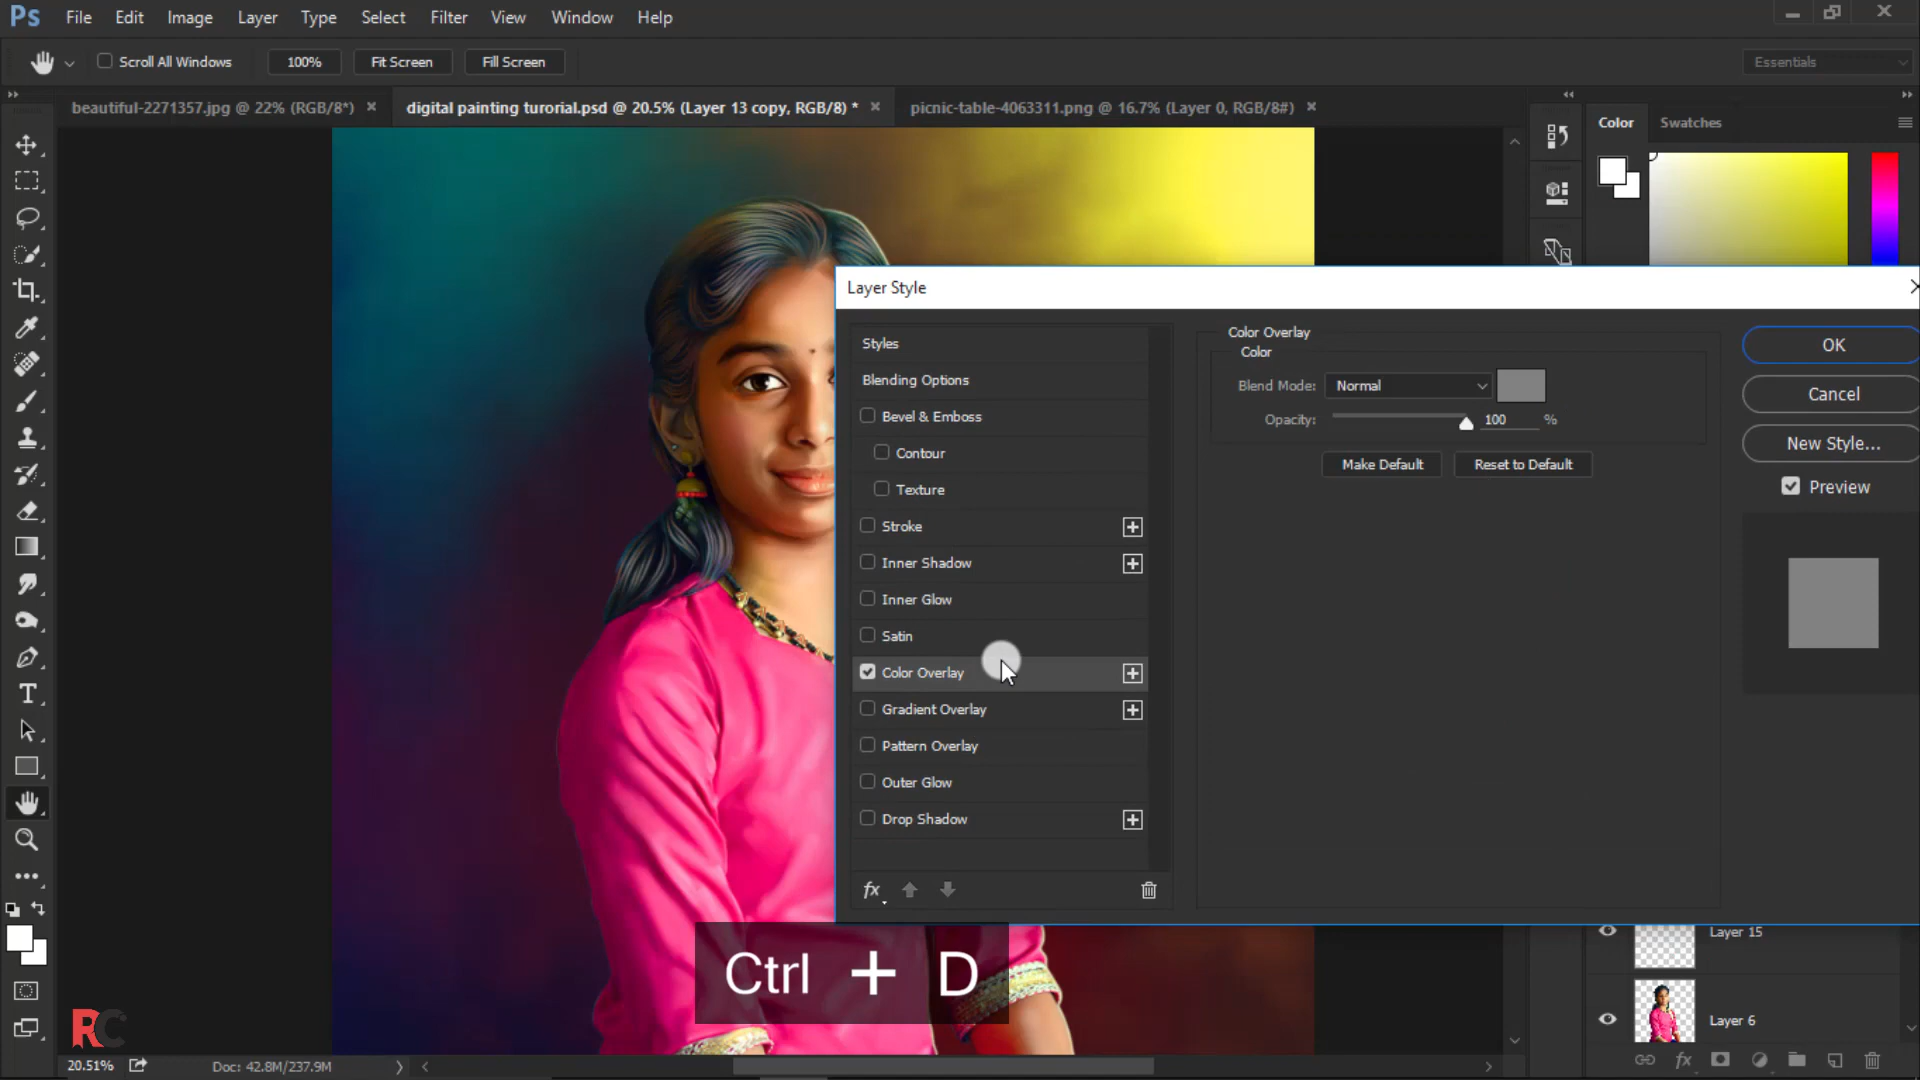 Ps File Edit Image Layer Type Select Filter View Window Help
Scroll All Windows 100% Fit Screen Fill Screen Essentials
beautiful-2271357.jpg @ 22% (RGB/8*) × digital painting turorial.psd @ 20.5% (Layer 13 copy, RGB/8) * × picnic-table-4063311.png @ 16.7% (Layer 0, RGB/8#) ×
Color Swatches
Layer Style
Styles
Blending Options
Bevel & Emboss
Contour
Texture
Stroke
Inner Shadow
Inner Glow
Satin
Color Overlay
Gradient Overlay
Pattern Overlay
Outer Glow
Drop Shadow
fx
Color Overlay
Color
Blend Mode: Normal
Opacity: 100 %
Make Default Reset to Default
OK
Cancel
New Style...
Preview
Layer 15
Layer 6
fx
Ctrl + D
RC
20.51% Doc: 42.8M/237.9M